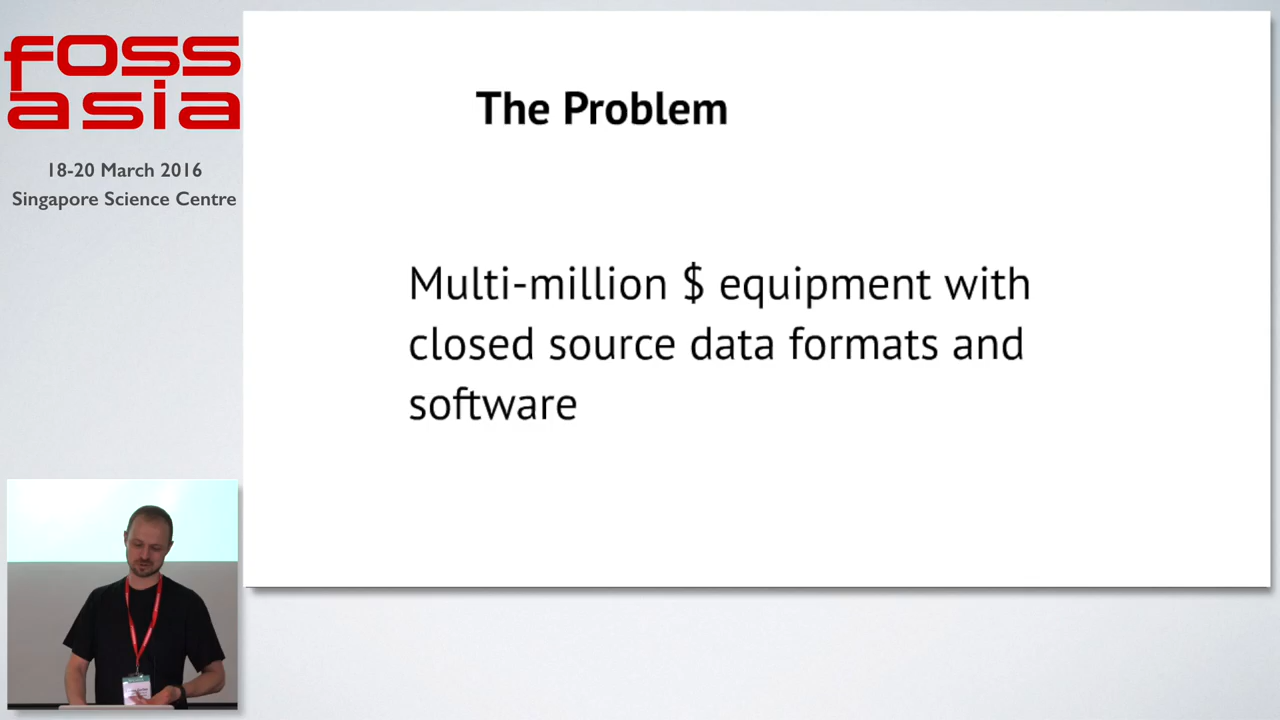 foss
asia
18-20 March 2016
Singapore Science Centre
The Problem
Multi-million $ equipment with
closed source data formats and
software